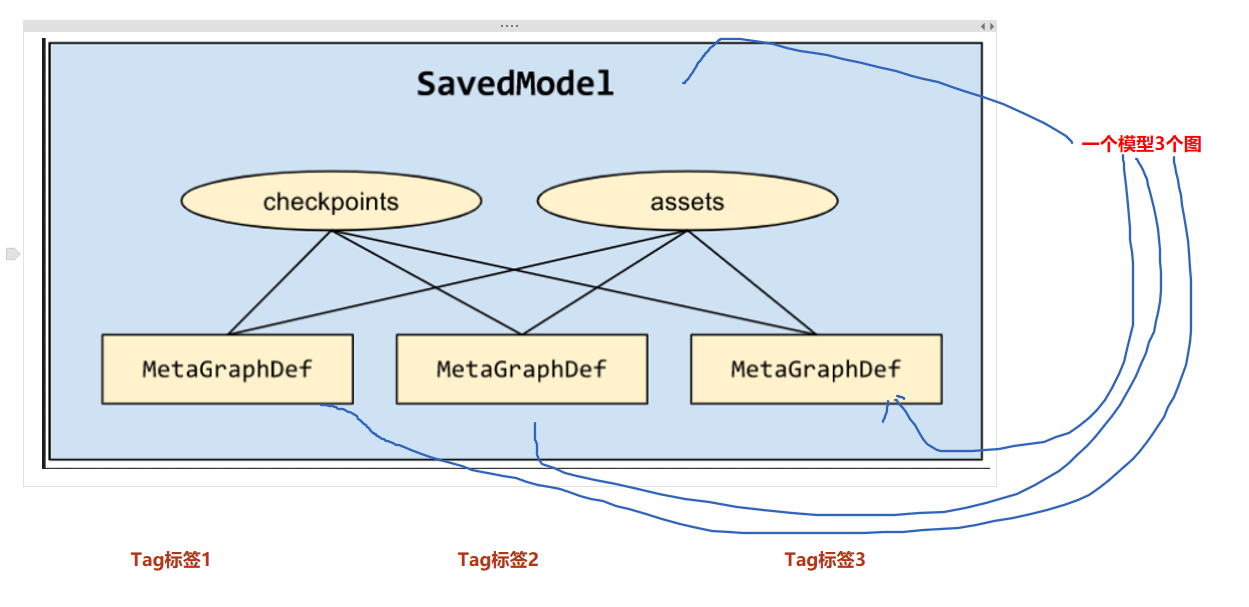 SavedModel
一个模型3个图
checkpoints
assets
MetaGraphDef
MetaGraphDef
MetaGraphDef
Tag标签1
Tag标签2
Tag标签3